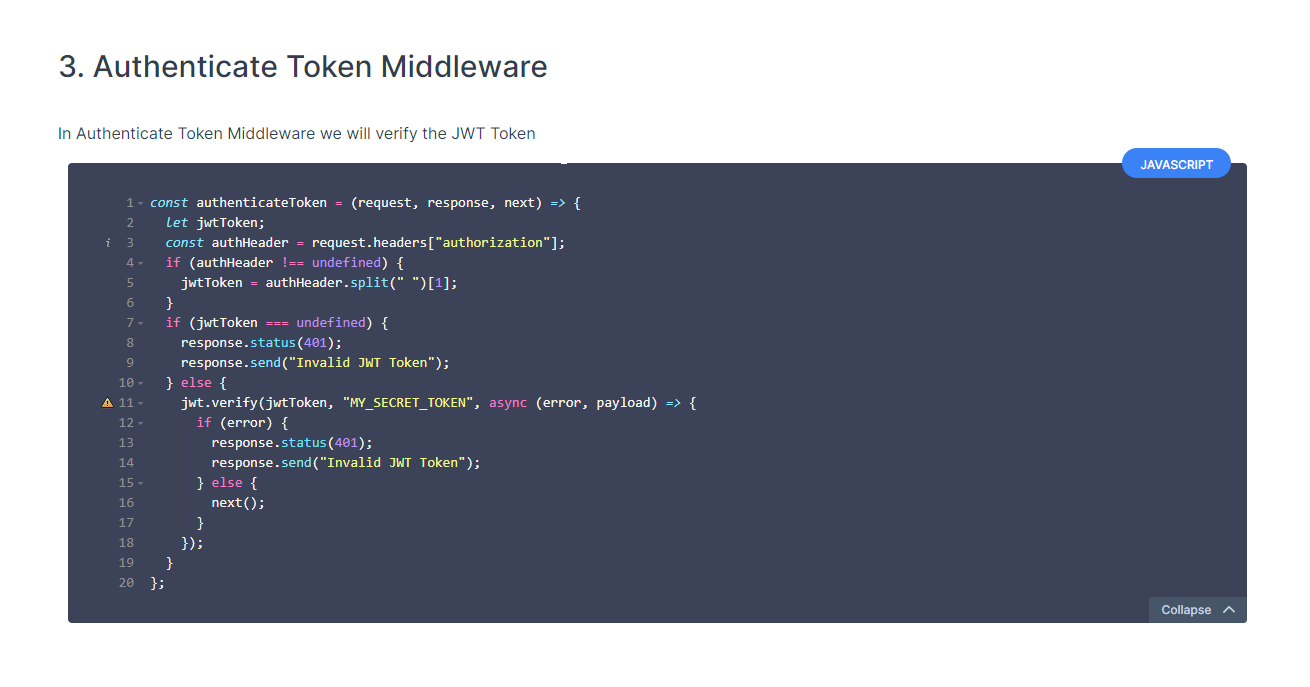 3. Authenticate Token Middleware
In Authenticate Token Middleware we will verify the JWT Token
JAVASCRIPT
1 const authenticateToken = (request, response, next) => {
2   let jwtToken;
i 3   const authHeader = request.headers["authorization"];
4   if (authHeader !== undefined) {
5     jwtToken = authHeader.split(" ")[1];
6   }
7   if (jwtToken === undefined) {
8     response.status(401);
9     response.send("Invalid JWT Token");
10   } else {
11     jwt.verify(jwtToken, "MY_SECRET_TOKEN", async (error, payload) => {
12       if (error) {
13         response.status(401);
14         response.send("Invalid JWT Token");
15       } else {
16         next();
17       }
18     });
19   }
20 };
Collapse